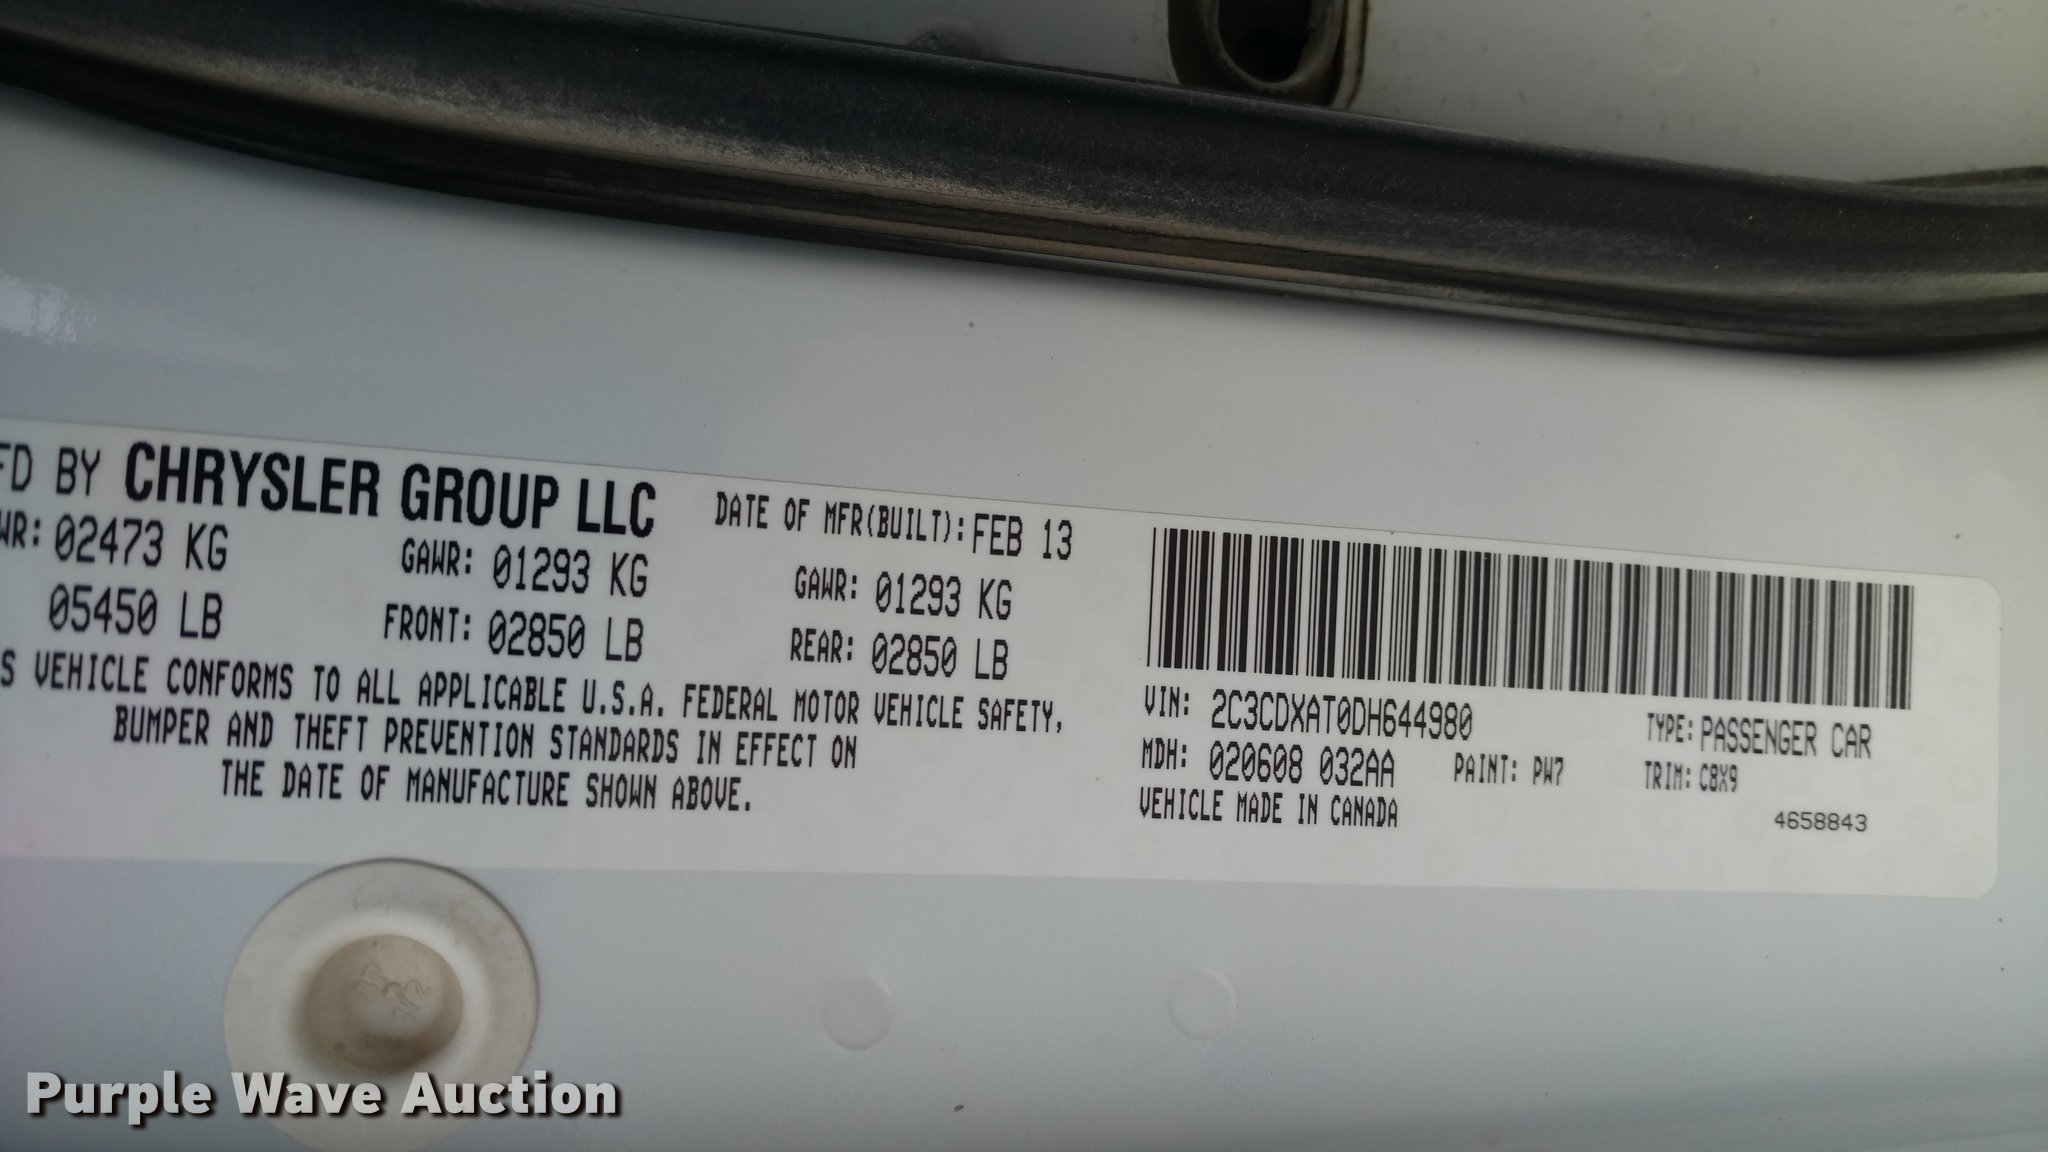 FD BY CHRYSLER GROUP LLC DATE OF MFR(BUILT): FEB 13
WR: 02473 KG GAWR: 01293 KG GAWR: 01293 KG
05450 LB FRONT: 02850 LB REAR: 02850 LB
S VEHICLE CONFORMS TO ALL APPLICABLE U.S.A. FEDERAL MOTOR VEHICLE SAFETY,
BUMPER AND THEFT PREVENTION STANDARDS IN EFFECT ON
THE DATE OF MANUFACTURE SHOWN ABOVE.
VIN: 2C3CDXAT0DH644980 TYPE: PASSENGER CAR
MDH: 020608 032AA PAINT: PW7 TRIM: C8X9
VEHICLE MADE IN CANADA 4658843
Purple Wave Auction